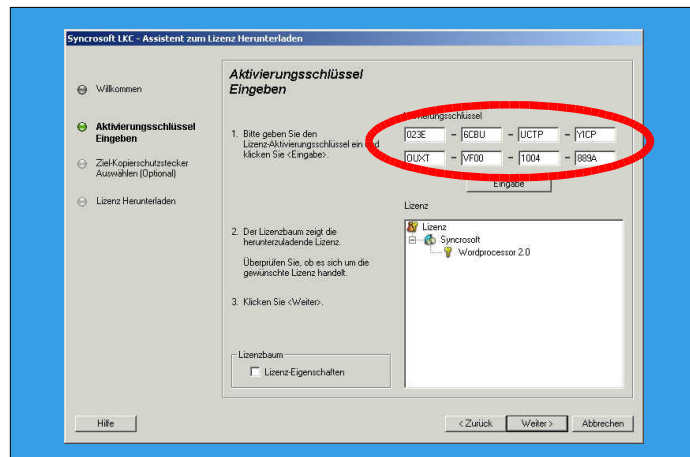 Syncrosoft LKC - Assistent zum Lizenz Herunterladen
Willkommen
Aktivierungsschlüssel
Eingeben
Ziel-Kopierschutzstecker
Auswählen (Optional)
Lizenz Herunterladen
Aktivierungsschlüssel
Eingeben
1. Bitte geben Sie den
Lizenz-Aktivierungsschlüssel ein und
klicken Sie <Eingabe>.
Aktivierungsschlüssel
023E - 6CBU - UCTP - Y1CP
0UXT - VF00 - 1004 - 889A
Eingabe
2. Der Lizenzbaum zeigt die
herunterzuladende Lizenz.
Überprüfen Sie, ob es sich um die
gewünschte Lizenz handelt.
3. Klicken Sie <Weiter>.
Lizenz
Lizenz
Syncrosoft
Wordprocessor 2.0
Lizenzbaum
Lizenz-Eigenschaften
Hilfe
< Zurück
Weiter >
Abbrechen